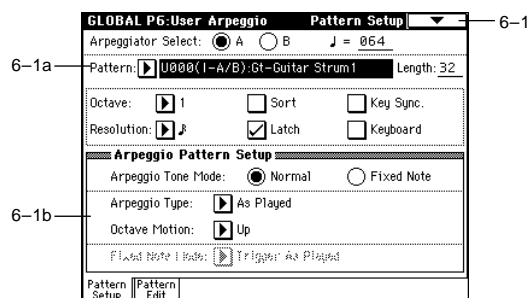 GLOBAL P6:User Arpeggio Pattern Setup
6–1
Arpeggiator Select: A B ♩ = 064
6–1a
Pattern: U000(I-A/B):Gt-Guitar Strum1 Length: 32
Octave: 1 Sort Key Sync.
Resolution: ♪ Latch Keyboard
Arpeggio Pattern Setup
Arpeggio Tone Mode: Normal Fixed Note
6–1b
Arpeggio Type: As Played
Octave Motion: Up
Fixed Note Mode: Trigger As Played
Pattern Setup
Pattern Edit